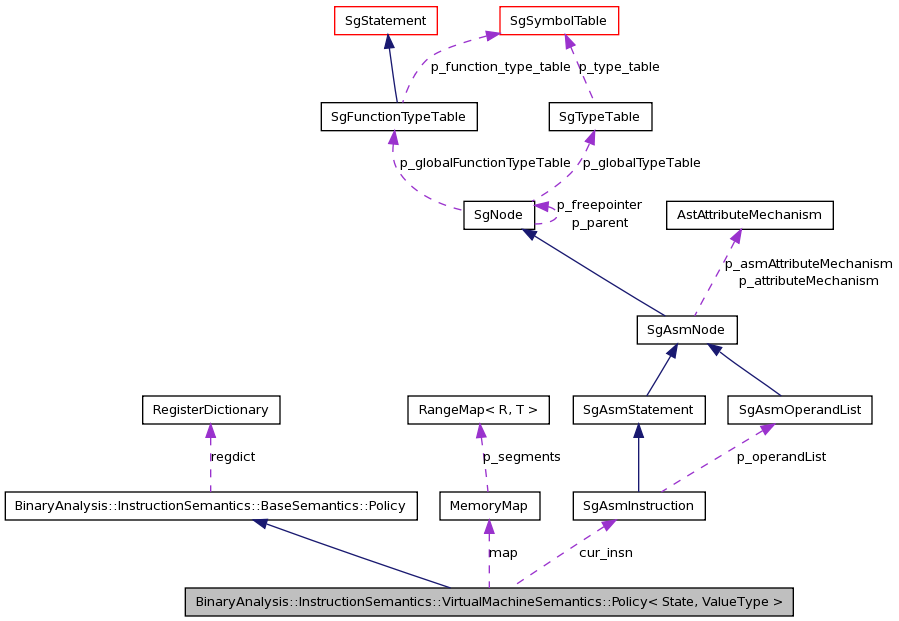 SgStatement
SgSymbolTable
p_function_type_table
p_type_table
SgFunctionTypeTable
SgTypeTable
p_globalFunctionTypeTable
p_globalTypeTable
p_freepointer
p_parent
SgNode
AstAttributeMechanism
p_asmAttributeMechanism
p_attributeMechanism
SgAsmNode
RegisterDictionary
RangeMap< R, T >
SgAsmStatement
SgAsmOperandList
regdict
p_segments
p_operandList
BinaryAnalysis::InstructionSemantics::BaseSemantics::Policy
MemoryMap
SgAsmInstruction
map
cur_insn
BinaryAnalysis::InstructionSemantics::VirtualMachineSemantics::Policy< State, ValueType >